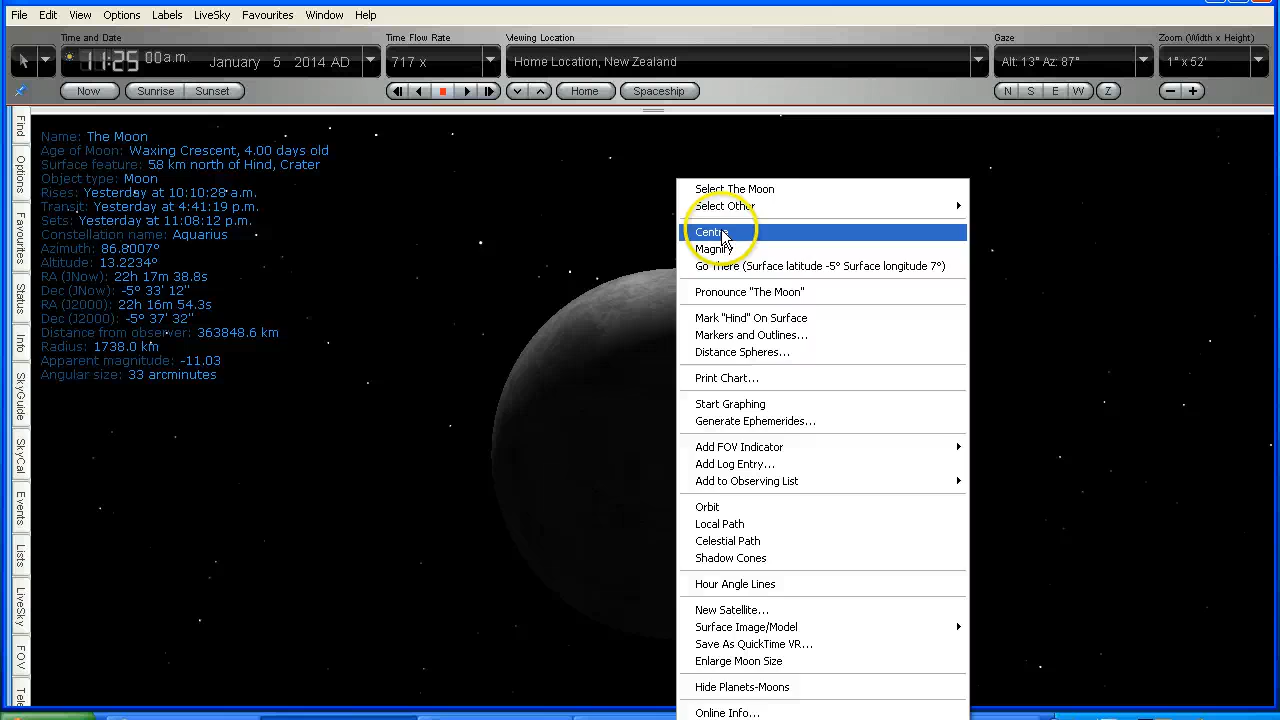 File Edit View Options Labels LiveSky Favourites Window Help
Time and Date Time Flow Rate Viewing Location Gaze Zoom (Width x Height)
11:25 00a.m. January 5 2014 AD 717 x Home Location, New Zealand Alt: 13° Az: 87° 1° x 52'
Now Sunrise Sunset Home Spaceship N S E W Z
Find
Options
Favourites
Stats
Info
SkyGuide
SkyCal
Events
Lists
LiveSky
FOV
Tele
Name: The Moon
Age of Moon: Waxing Crescent, 4.00 days old
Surface feature: 58 km north of Hind, Crater
Object type: Moon
Rises: Yesterday at 10:10:28 a.m.
Transit: Yesterday at 4:41:19 p.m.
Sets: Yesterday at 11:08:12 p.m.
Constellation name: Aquarius
Azimuth: 86.8007°
Altitude: 13.2234°
RA (JNow): 22h 17m 38.8s
Dec (JNow): -5° 33' 12"
RA (J2000): 22h 16m 54.3s
Dec (J2000): -5° 37' 32"
Distance from observer: 363848.6 km
Radius: 1738.0 km
Apparent magnitude: -11.03
Angular size: 33 arcminutes
Select The Moon
Select Other
Centre
Magnify
Go There (Surface latitude -5° Surface longitude 7°)
Pronounce "The Moon"
Mark "Hind" On Surface
Markers and Outlines...
Distance Spheres...
Print Chart...
Start Graphing
Generate Ephemerides...
Add FOV Indicator
Add Log Entry...
Add to Observing List
Orbit
Local Path
Celestial Path
Shadow Cones
Hour Angle Lines
New Satellite...
Surface Image/Model
Save As QuickTime VR...
Enlarge Moon Size
Hide Planets-Moons
Online Info...